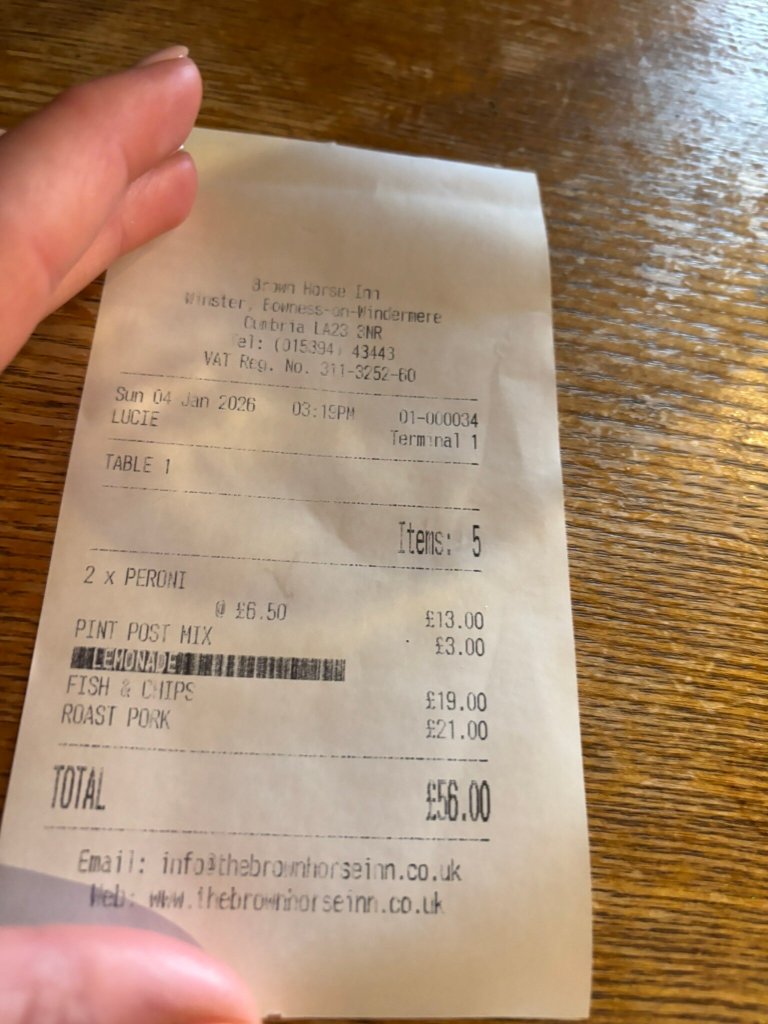 Brown Horse Inn
Winster, Bowness-on-Windermere
Cumbria LA23 3NR
Tel: (015394) 43443
VAT Reg. No. 311-3252-60
Sun 04 Jan 2026 03:19PM 01-000034
LUCIE Terminal 1
TABLE 1
Items: 5
2 x PERONI
@ £6.50 £13.00
PINT POST MIX £3.00
LEMONADE
FISH & CHIPS £19.00
ROAST PORK £21.00
TOTAL £56.00
Email: info@thebrownhorseinn.co.uk
Web: www.thebrownhorseinn.co.uk